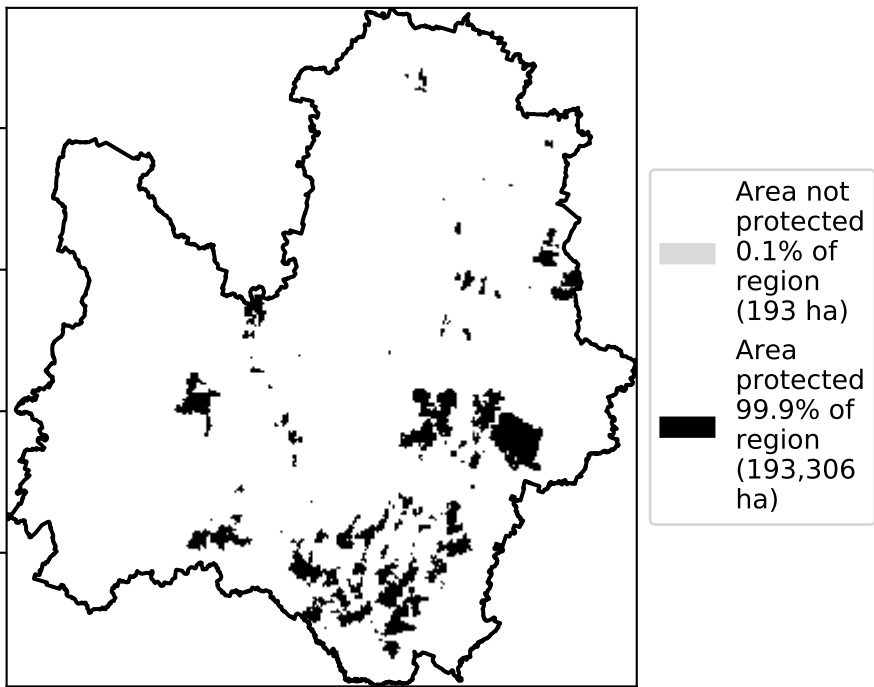 Area not
protected
0.1% of
region
(193 ha)
Area
protected
99.9% of
region
(193,306
ha)